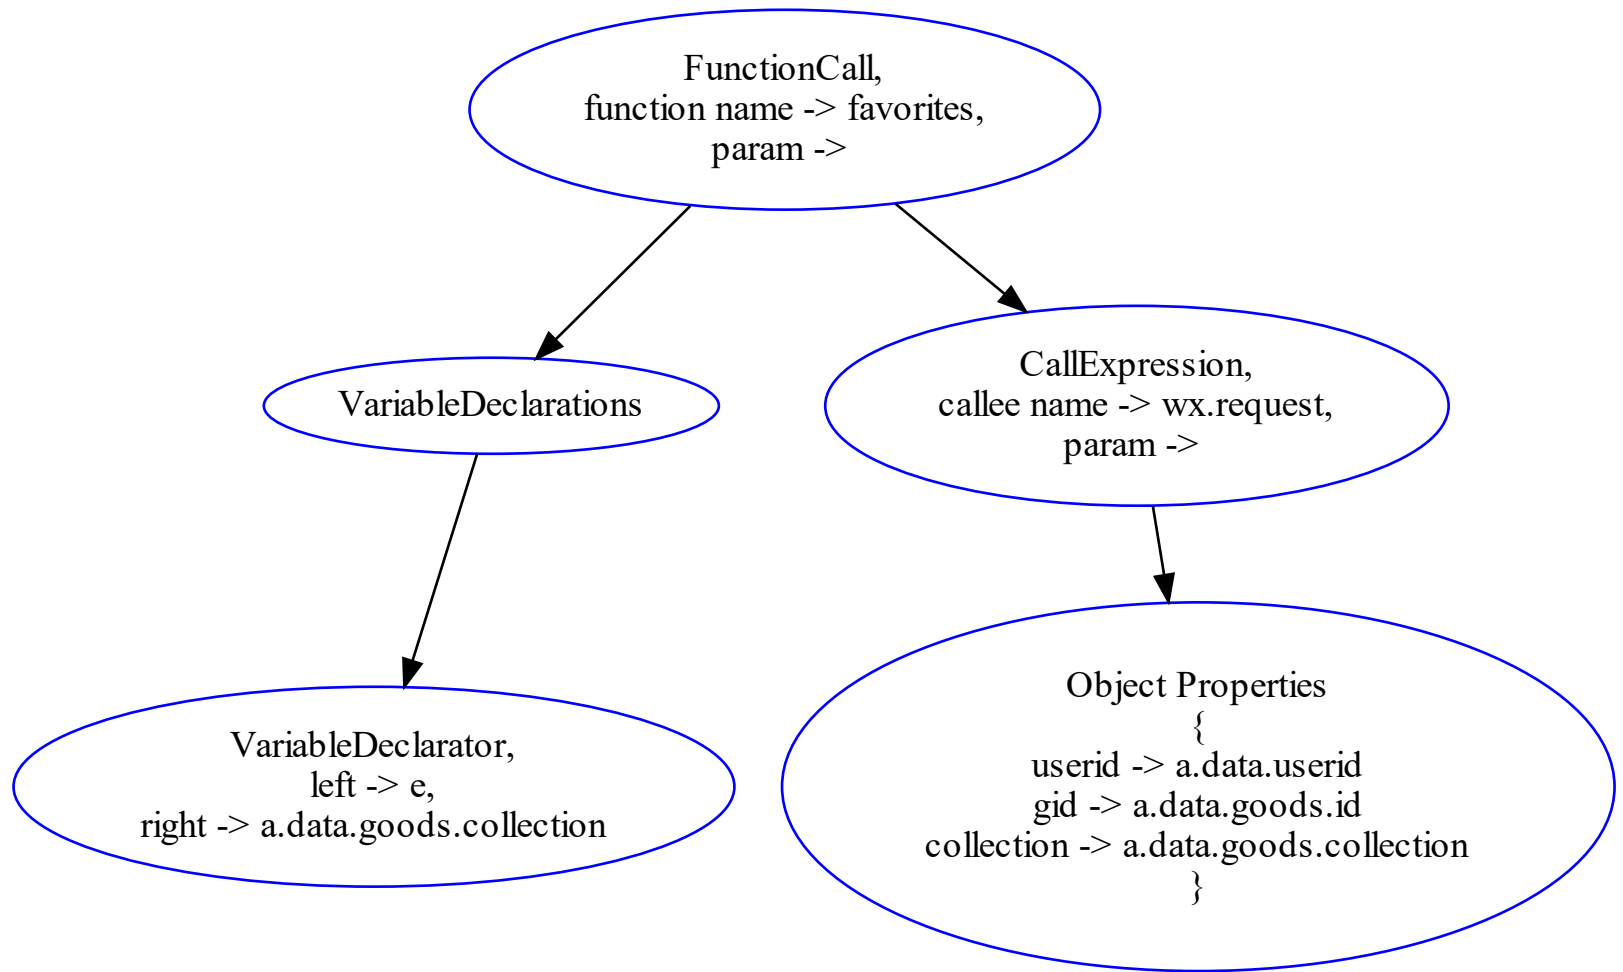 FunctionCall,
function name -> favorites,
param ->
VariableDeclarations
CallExpression,
callee name -> wx.request,
param ->
VariableDeclarator,
left -> e,
right -> a.data.goods.collection
Object Properties
{
userid -> a.data.userid
gid -> a.data.goods.id
collection -> a.data.goods.collection
}